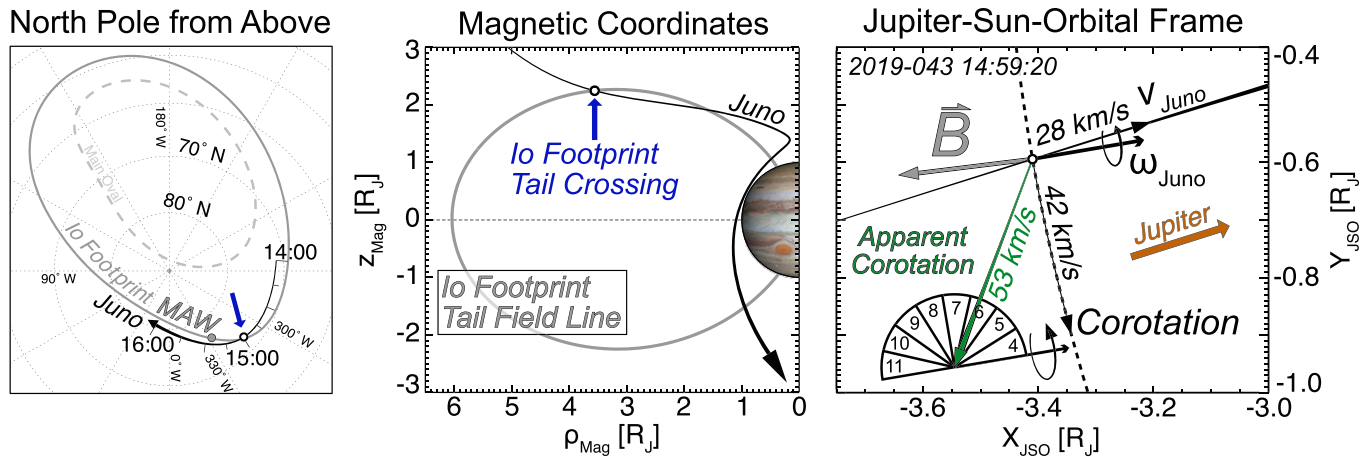 North Pole from Above
180° W
70° N
80° N
Main Oval
Io Footprint
MAW
90° W
Juno
14:00
15:00
16:00
300° W
330° W
0° W
Magnetic Coordinates
3
2
1
0
-1
-2
-3
z_Mag [R_J]
Juno
Io Footprint
Tail Crossing
Io Footprint
Tail Field Line
6 5 4 3 2 1 0
ρ_Mag [R_J]
Jupiter-Sun-Orbital Frame
2019-043 14:59:20
B⃗
28 km/s
V_Juno
ω_Juno
42 km/s
Jupiter
Apparent
Corotation
53 km/s
Corotation
11 10 9 8 7 6 5 4
-0.4
-0.6
-0.8
-1.0
Y_JSO [R_J]
-3.6 -3.4 -3.2 -3.0
X_JSO [R_J]